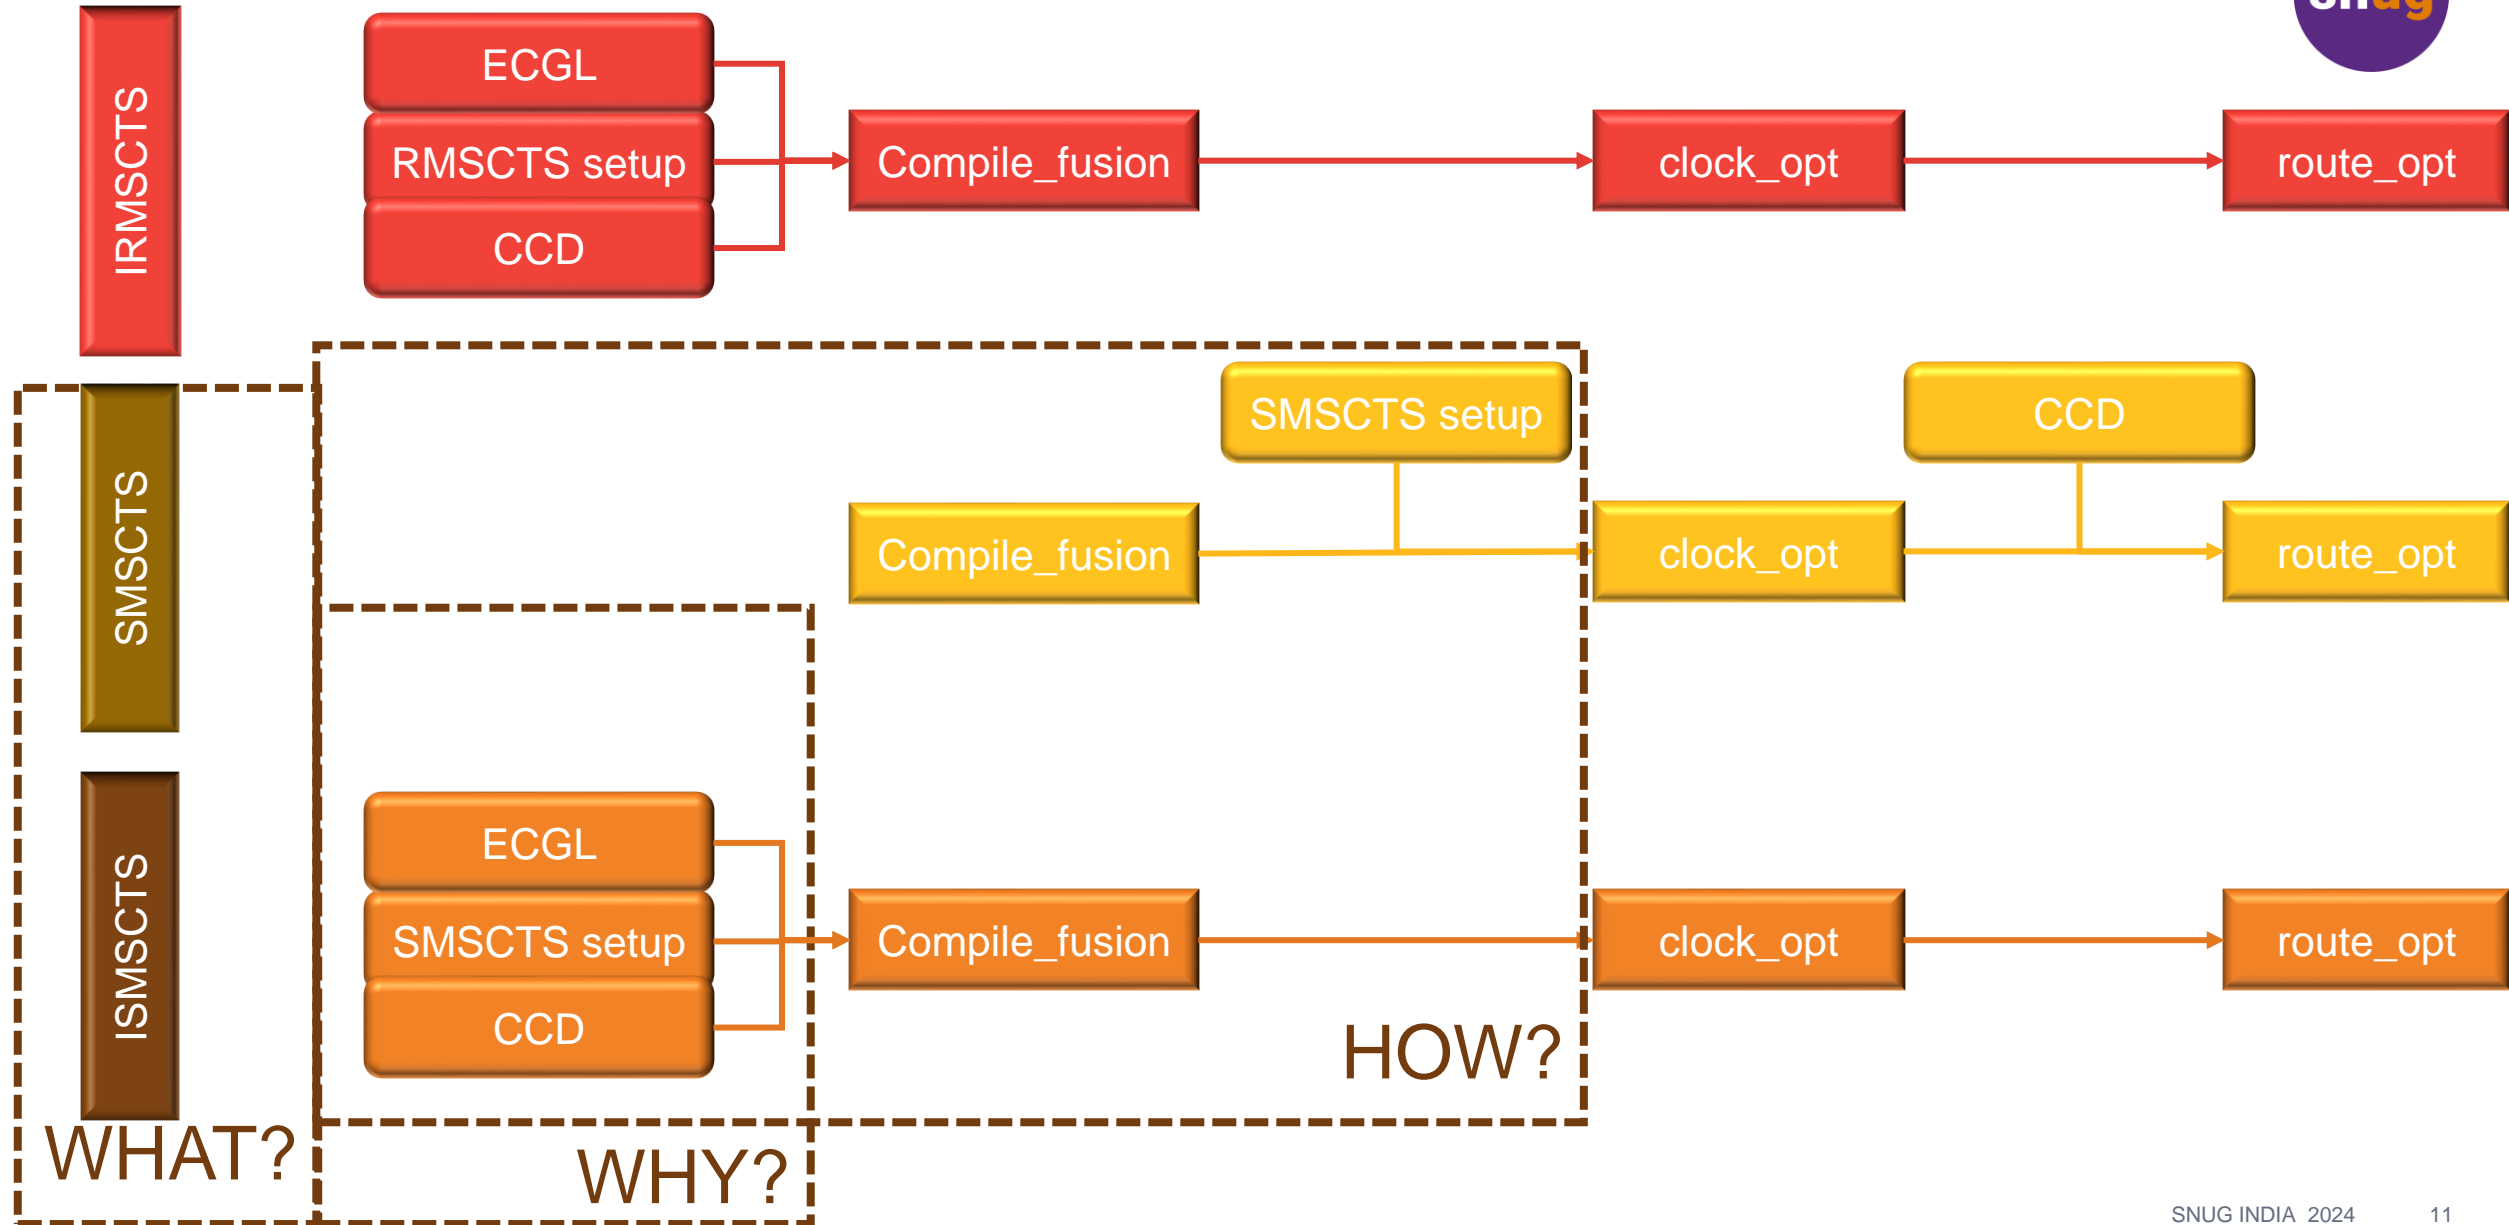 snug
IRMSCTS
ECGL
RMSCTS setup
CCD
Compile_fusion
clock_opt
route_opt
SMSCTS
SMSCTS setup
CCD
Compile_fusion
clock_opt
route_opt
ISMSCTS
ECGL
SMSCTS setup
CCD
Compile_fusion
clock_opt
route_opt
HOW?
WHAT?
WHY?
SNUG INDIA 2024 11